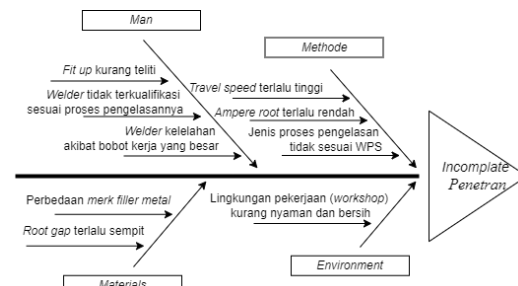 Man
Methode
Fit up kurang teliti
Welder tidak terkualifikasi
sesuai proses pengelasannya
Welder kelelahan
akibat bobot kerja yang besar
Travel speed terlalu tinggi
Ampere root terlalu rendah
Jenis proses pengelasan
tidak sesuai WPS
Incomplate
Penetran
Perbedaan merk filler metal
Root gap terlalu sempit
Lingkungan pekerjaan (workshop)
kurang nyaman dan bersih
Materials
Environment